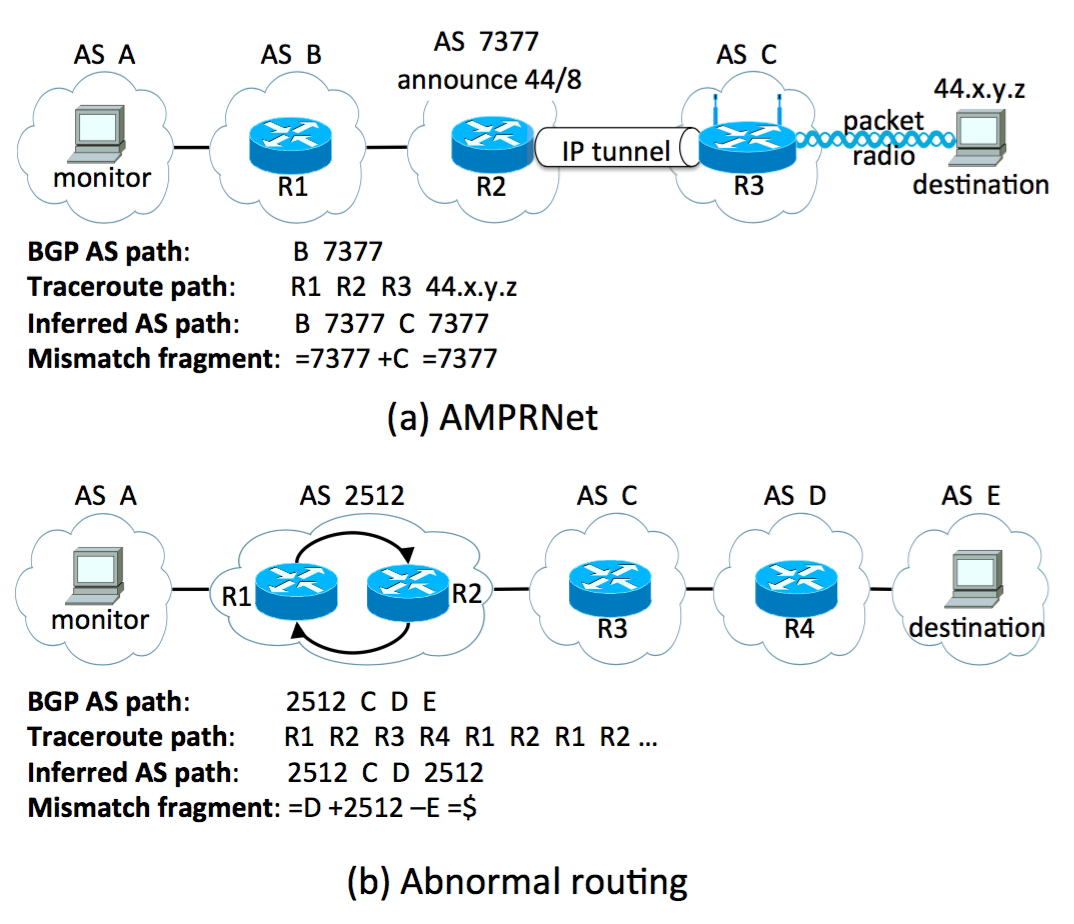 AS A
AS B
AS 7377
announce 44/8
AS C
44.x.y.z
monitor
R1
R2
IP tunnel
R3
packet
radio
destination
BGP AS path: B 7377
Traceroute path: R1 R2 R3 44.x.y.z
Inferred AS path: B 7377 C 7377
Mismatch fragment: =7377 +C =7377
(a) AMPRNet
AS A
AS 2512
AS C
AS D
AS E
monitor
R1
R2
R3
R4
destination
BGP AS path: 2512 C D E
Traceroute path: R1 R2 R3 R4 R1 R2 R1 R2 ...
Inferred AS path: 2512 C D 2512
Mismatch fragment: =D +2512 –E =$
(b) Abnormal routing